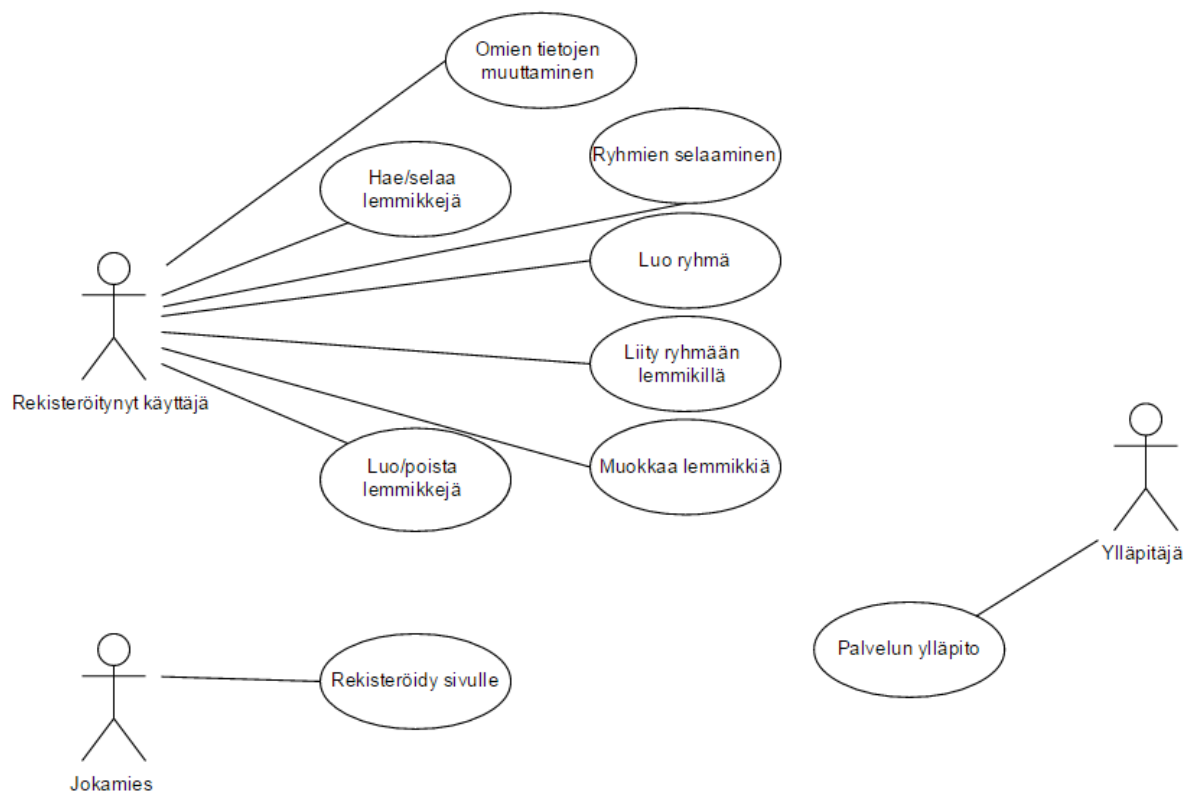 Omien tietojen
muuttaminen
Ryhmien selaaminen
Hae/selaa
lemmikkejä
Luo ryhmä
Liity ryhmään
lemmikillä
Rekisteröitynyt käyttäjä
Luo/poista
lemmikkejä
Muokkaa lemmikkiä
Ylläpitäjä
Palvelun ylläpito
Rekisteröidy sivulle
Jokamies